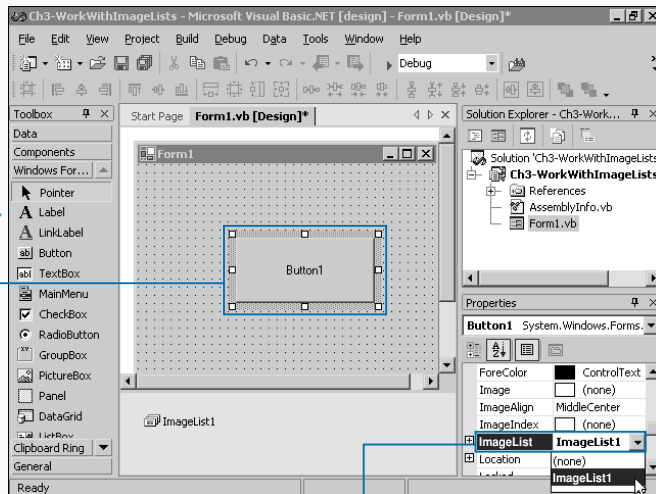 Ch3-WorkWithImageLists - Microsoft Visual Basic.NET [design] - Form1.vb [Design]*
File Edit View Project Build Debug Data Tools Window Help
Debug
Toolbox
Data
Components
Windows For...
Pointer
Label
LinkLabel
Button
TextBox
MainMenu
CheckBox
RadioButton
GroupBox
PictureBox
Panel
DataGrid
ListBox
Clipboard Ring
General
Start Page Form1.vb [Design]*
Form1
Button1
ImageList1
Solution Explorer - Ch3-Work...
Solution 'Ch3-WorkWithImageLists
Ch3-WorkWithImageLists
References
AssemblyInfo.vb
Form1.vb
Properties
Button1 System.Windows.Forms.
ForeColor ControlText
Image (none)
ImageAlign MiddleCenter
ImageIndex (none)
ImageList ImageList1
Location (none)
Locked ImageList1
Ready